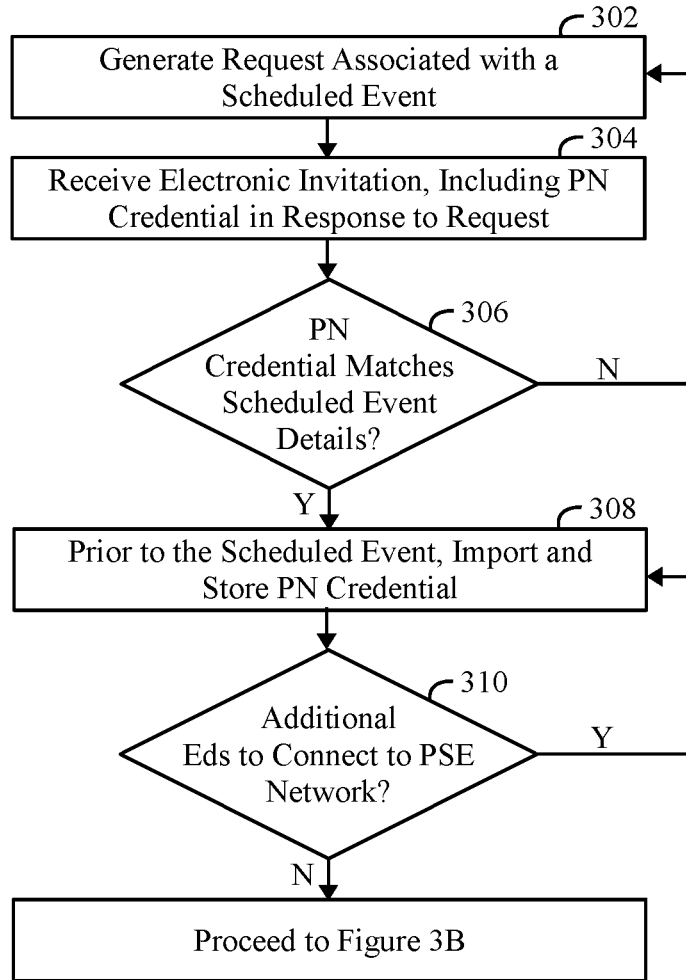 302
Generate Request Associated with a
Scheduled Event
304
Receive Electronic Invitation, Including PN
Credential in Response to Request
306
PN
Credential Matches
Scheduled Event
Details?
N
Y
308
Prior to the Scheduled Event, Import and
Store PN Credential
310
Additional
Eds to Connect to PSE
Network?
Y
N
Proceed to Figure 3B